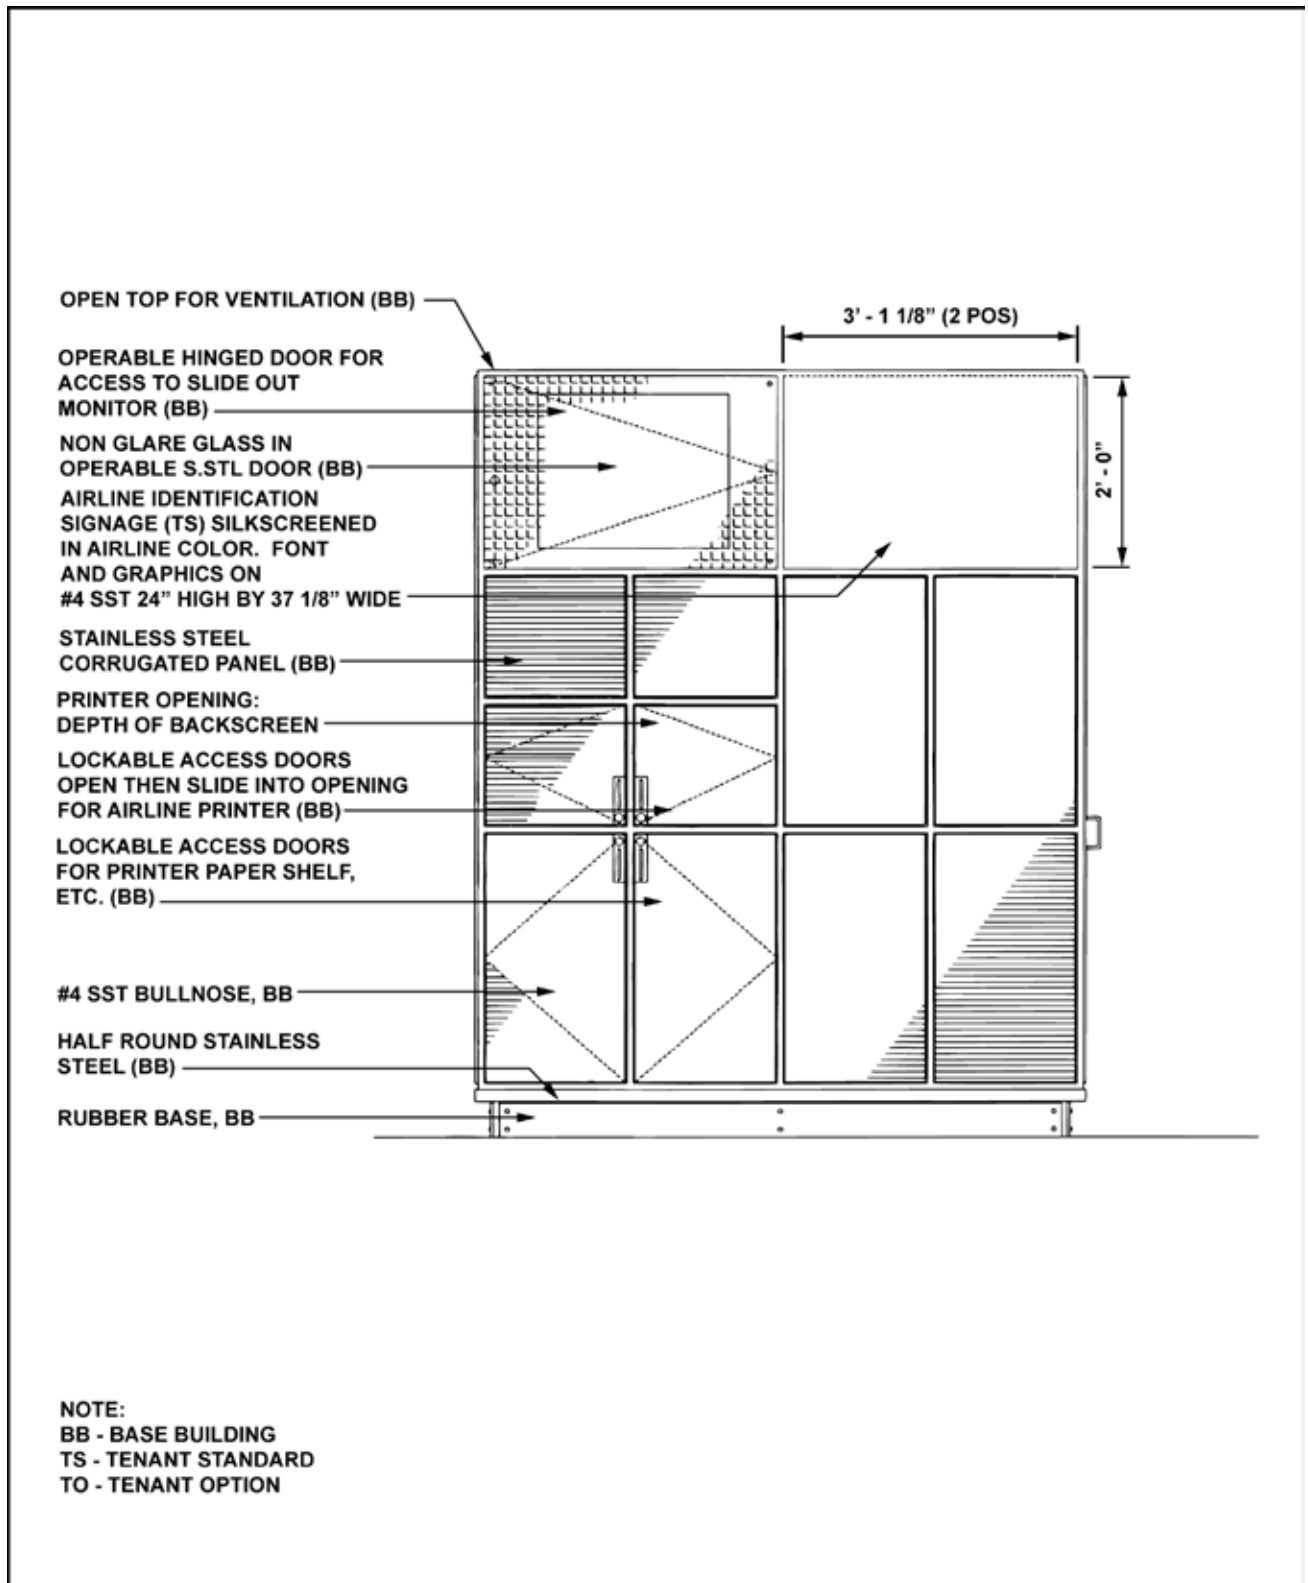 OPEN TOP FOR VENTILATION (BB)
3' - 1 1/8” (2 POS)
OPERABLE HINGED DOOR FOR
ACCESS TO SLIDE OUT
MONITOR (BB)
2' - 0”
NON GLARE GLASS IN
OPERABLE S.STL DOOR (BB)
AIRLINE IDENTIFICATION
SIGNAGE (TS) SILKSCREENED
IN AIRLINE COLOR. FONT
AND GRAPHICS ON
#4 SST 24” HIGH BY 37 1/8” WIDE
STAINLESS STEEL
CORRUGATED PANEL (BB)
PRINTER OPENING:
DEPTH OF BACKSCREEN
LOCKABLE ACCESS DOORS
OPEN THEN SLIDE INTO OPENING
FOR AIRLINE PRINTER (BB)
LOCKABLE ACCESS DOORS
FOR PRINTER PAPER SHELF,
ETC. (BB)
#4 SST BULLNOSE, BB
HALF ROUND STAINLESS
STEEL (BB)
RUBBER BASE, BB
NOTE:
BB - BASE BUILDING
TS - TENANT STANDARD
TO - TENANT OPTION